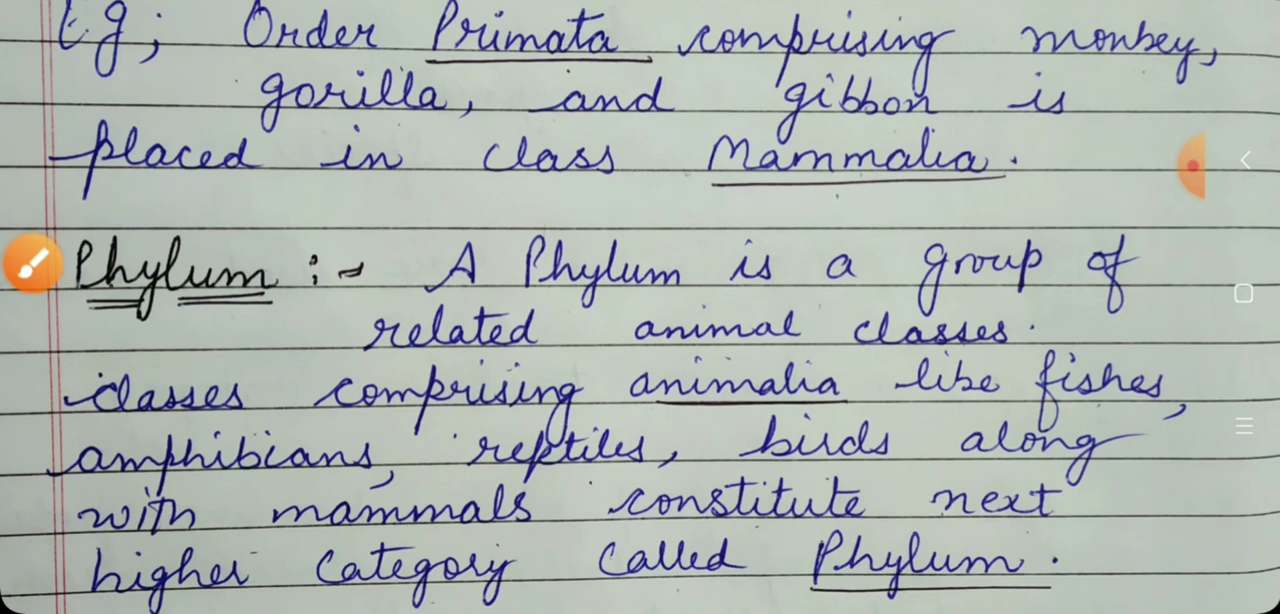 Eg; Order Primata comprising monkey,
gorilla, and gibbon is
placed in class Mammalia.
Phylum :- A Phylum is a group of
related animal classes.
classes comprising animalia like fishes,
amphibians, reptiles, birds along
with mammals constitute next
higher category called Phylum.